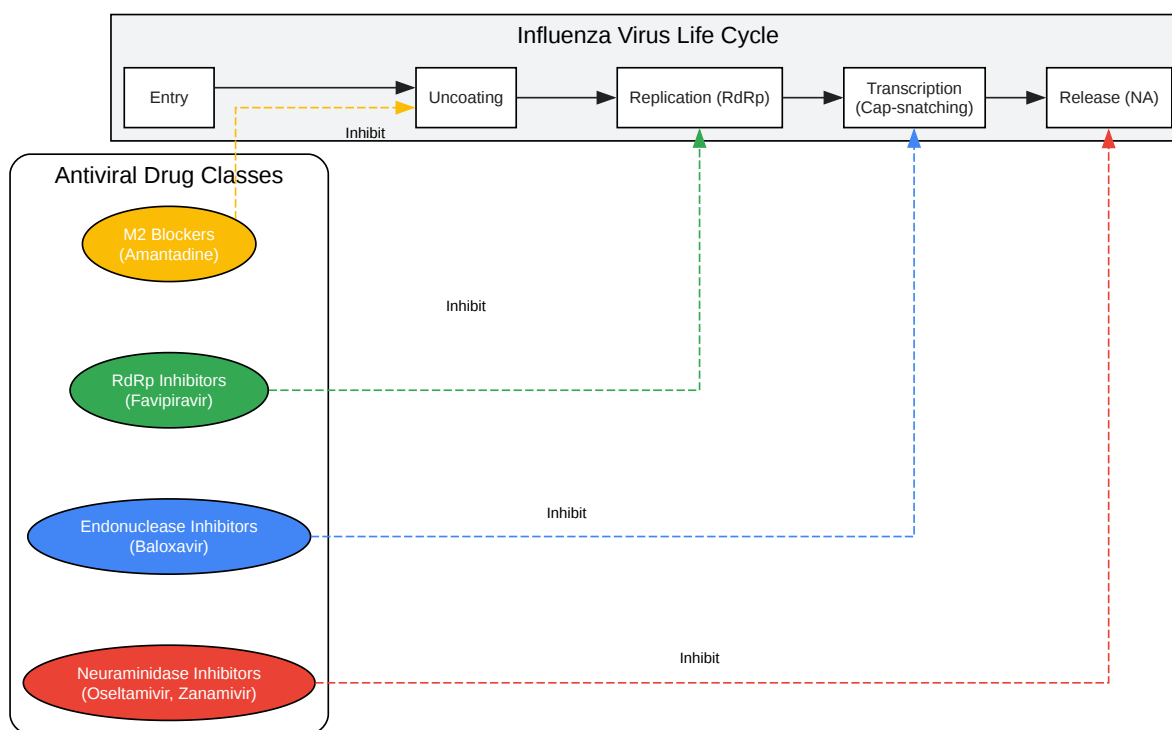 Influenza Virus Life Cycle
Entry
Uncoating
Replication (RdRp)
Transcription
(Cap-snatching)
Release (NA)
Inhibit
Antiviral Drug Classes
M2 Blockers
(Amantadine)
Inhibit
RdRp Inhibitors
(Favipiravir)
Inhibit
Endonuclease Inhibitors
(Baloxavir)
Inhibit
Neuraminidase Inhibitors
(Oseltamivir, Zanamivir)